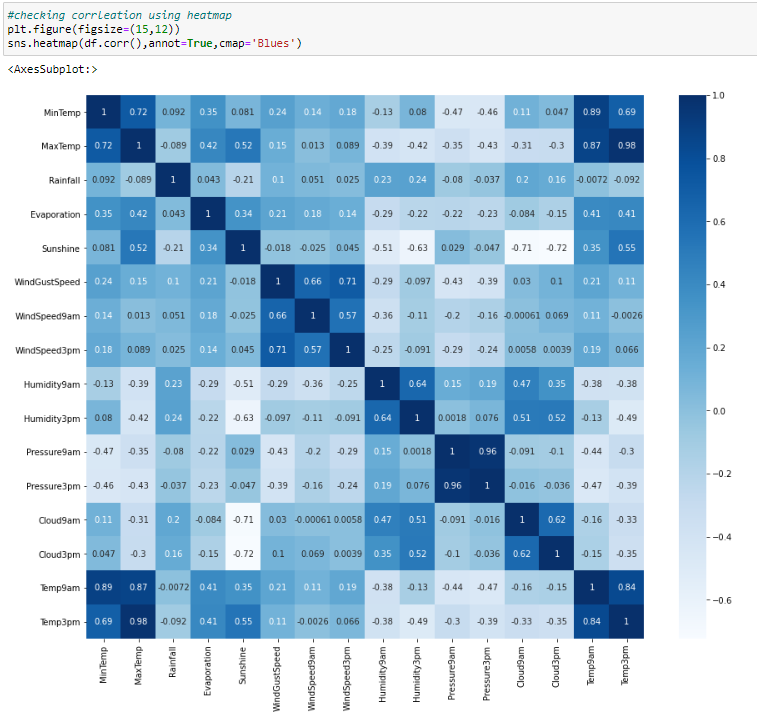 #checking corrleation using heatmap
plt.figure(figsize=(15,12))
sns.heatmap(df.corr(),annot=True,cmap='Blues')
<AxesSubplot:>
MinTemp 1 0.72 0.092 0.35 0.081 0.24 0.14 0.18 -0.13 0.08 -0.47 -0.46 0.11 0.047 0.89 0.69
MaxTemp 0.72 1 -0.089 0.42 0.52 0.15 0.013 0.089 -0.39 -0.42 -0.35 -0.43 -0.31 -0.3 0.87 0.98
Rainfall 0.092 -0.089 1 0.043 -0.21 0.1 0.051 0.025 0.23 0.24 -0.08 -0.037 0.2 0.16 -0.0072 -0.092
Evaporation 0.35 0.42 0.043 1 0.34 0.21 0.18 0.14 -0.29 -0.22 -0.22 -0.23 -0.084 -0.15 0.41 0.41
Sunshine 0.081 0.52 -0.21 0.34 1 -0.018 -0.025 0.045 -0.51 -0.63 0.029 -0.047 -0.71 -0.72 0.35 0.55
WindGustSpeed 0.24 0.15 0.1 0.21 -0.018 1 0.66 0.71 -0.29 -0.097 -0.43 -0.39 0.03 0.1 0.21 0.11
WindSpeed9am 0.14 0.013 0.051 0.18 -0.025 0.66 1 0.57 -0.36 -0.11 -0.2 -0.16 -0.00061 0.069 0.11 -0.0026
WindSpeed3pm 0.18 0.089 0.025 0.14 0.045 0.71 0.57 1 -0.25 -0.091 -0.29 -0.24 0.0058 0.0039 0.19 0.066
Humidity9am -0.13 -0.39 0.23 -0.29 -0.51 -0.29 -0.36 -0.25 1 0.64 0.15 0.19 0.47 0.35 -0.38 -0.38
Humidity3pm 0.08 -0.42 0.24 -0.22 -0.63 -0.097 -0.11 -0.091 0.64 1 0.0018 0.076 0.51 0.52 -0.13 -0.49
Pressure9am -0.47 -0.35 -0.08 -0.22 0.029 -0.43 -0.2 -0.29 0.15 0.0018 1 0.96 -0.091 -0.1 -0.44 -0.3
Pressure3pm -0.46 -0.43 -0.037 -0.23 -0.047 -0.39 -0.16 -0.24 0.19 0.076 0.96 1 -0.016 -0.036 -0.47 -0.39
Cloud9am 0.11 -0.31 0.2 -0.084 -0.71 0.03 -0.00061 0.0058 0.47 0.51 -0.091 -0.016 1 0.62 -0.16 -0.33
Cloud3pm 0.047 -0.3 0.16 -0.15 -0.72 0.1 0.069 0.0039 0.35 0.52 -0.1 -0.036 0.62 1 -0.15 -0.35
Temp9am 0.89 0.87 -0.0072 0.41 0.35 0.21 0.11 0.19 -0.38 -0.13 -0.44 -0.47 -0.16 -0.15 1 0.84
Temp3pm 0.69 0.98 -0.092 0.41 0.55 0.11 -0.0026 0.066 -0.38 -0.49 -0.3 -0.39 -0.33 -0.35 0.84 1
MinTemp MaxTemp Rainfall Evaporation Sunshine WindGustSpeed WindSpeed9am WindSpeed3pm Humidity9am Humidity3pm Pressure9am Pressure3pm Cloud9am Cloud3pm Temp9am Temp3pm
1.0
0.8
0.6
0.4
0.2
0.0
−0.2
−0.4
−0.6